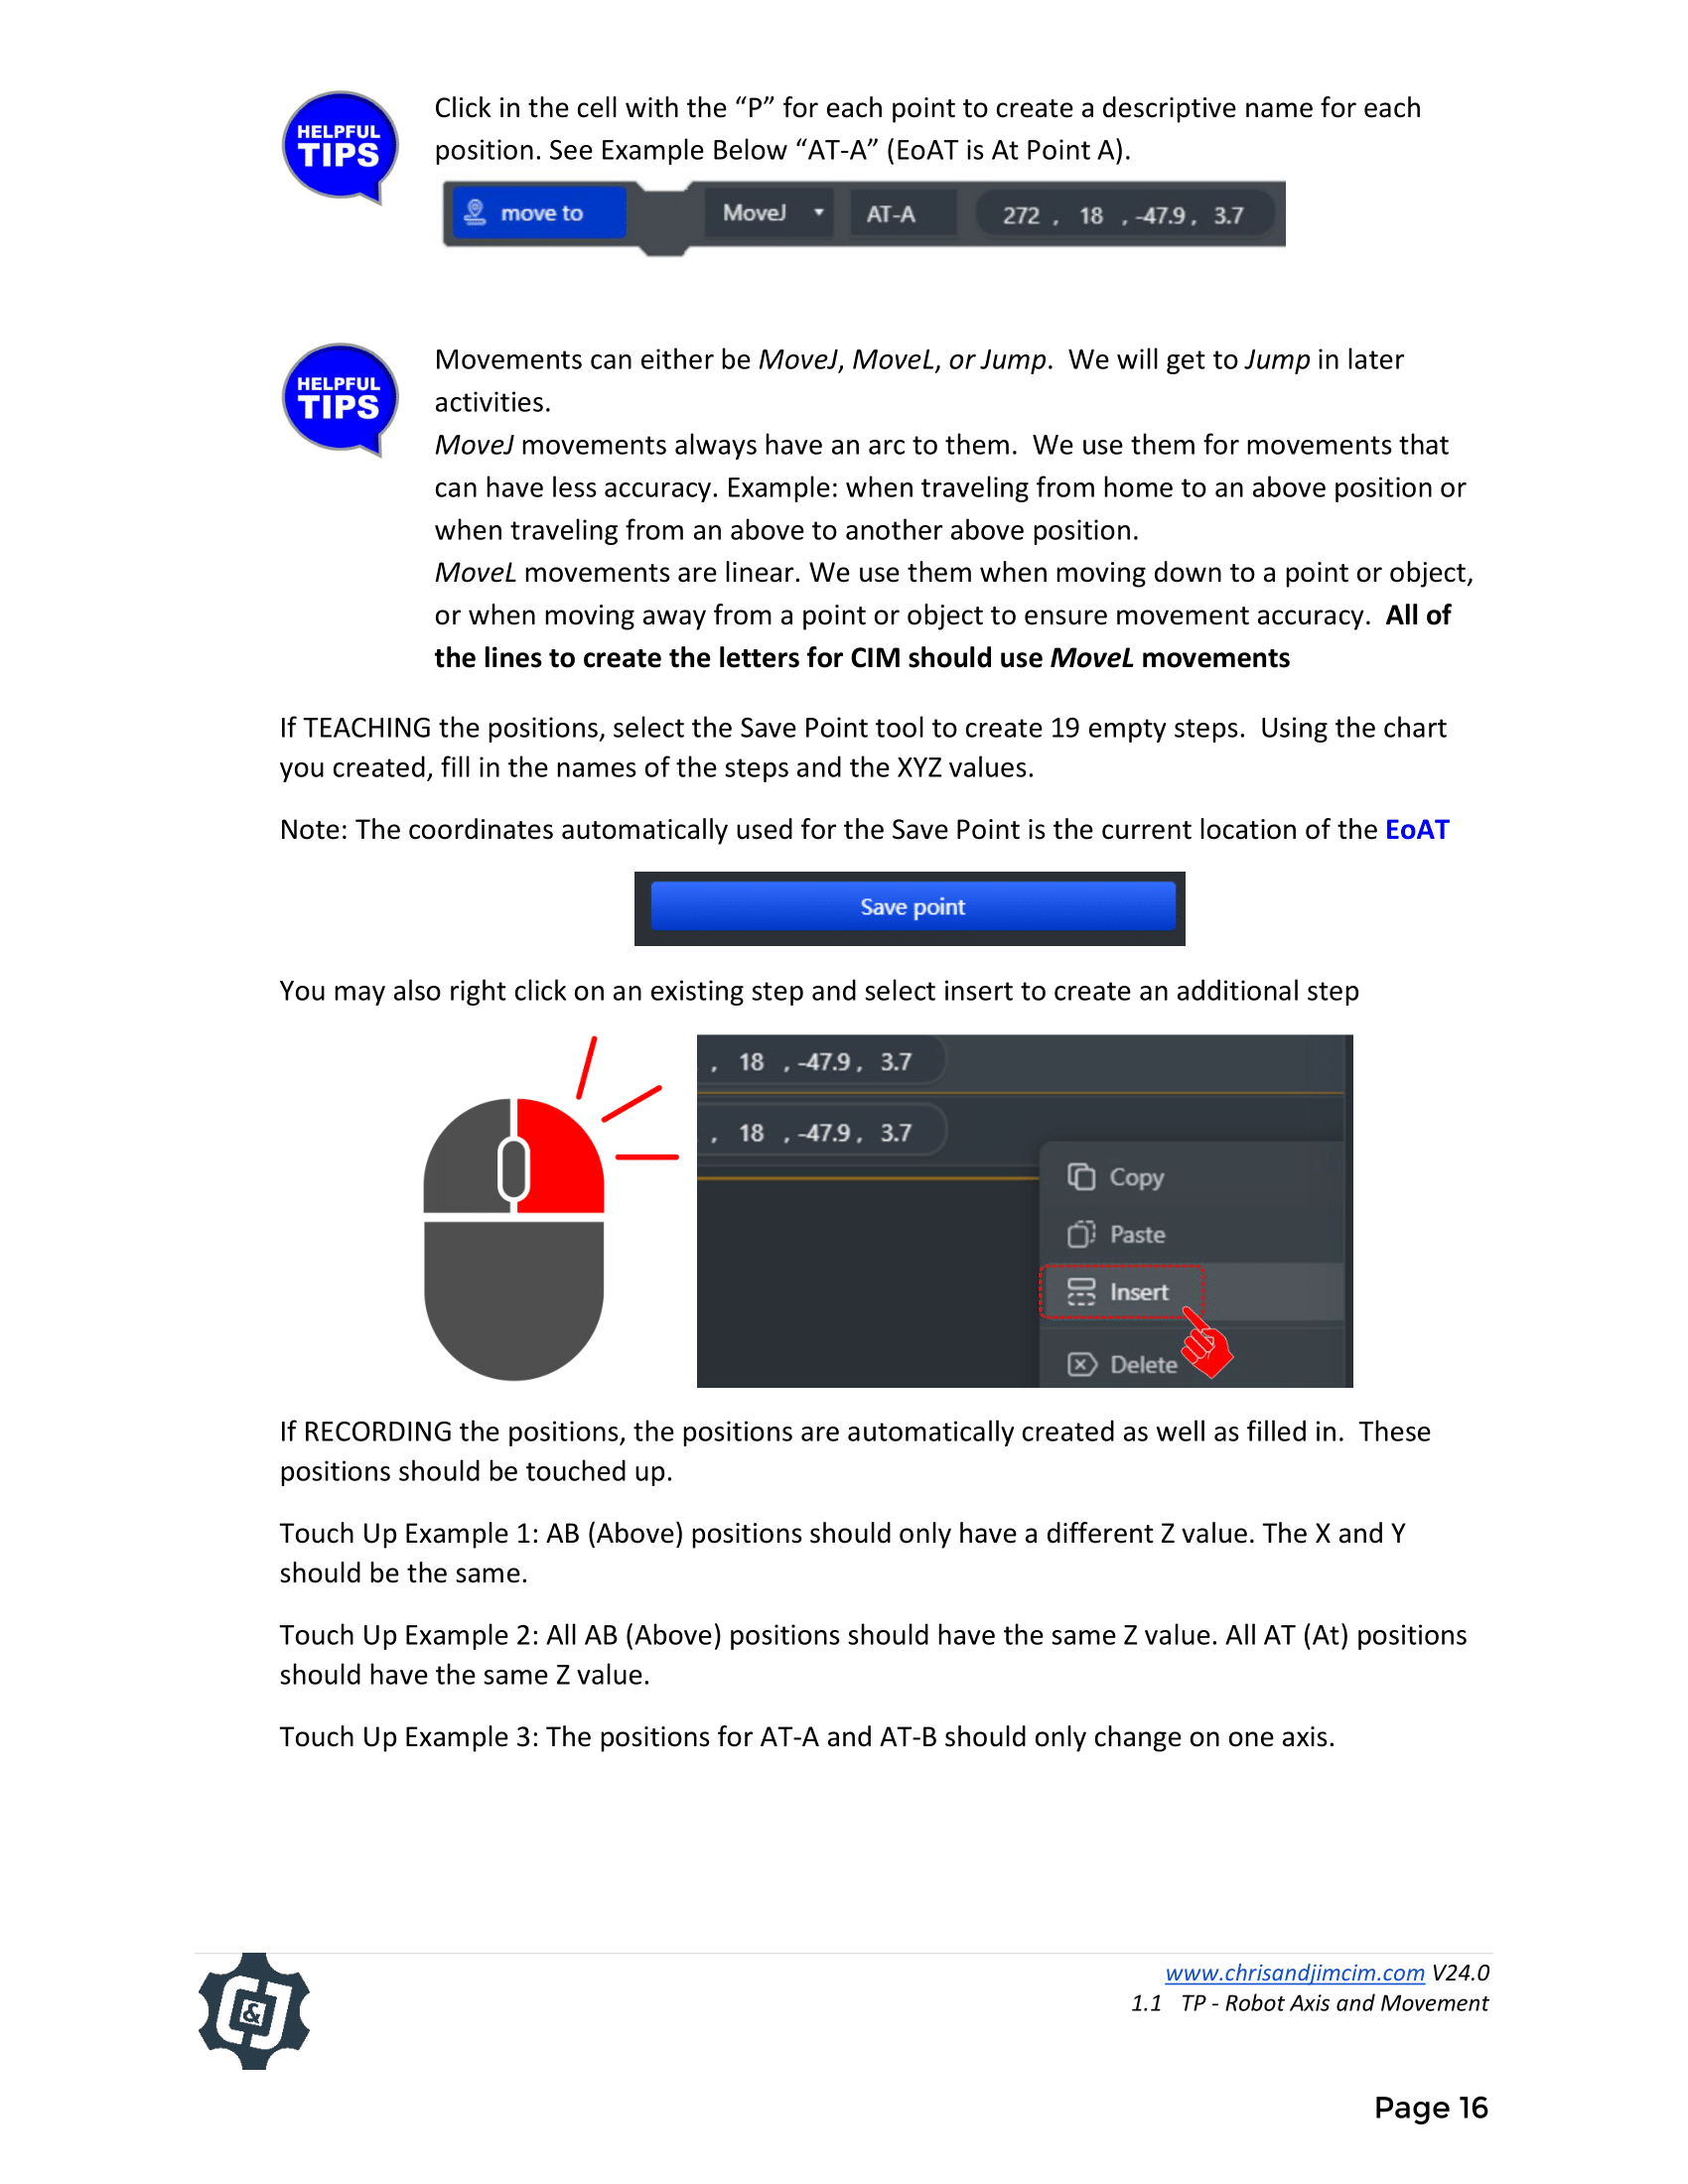 HELPFUL
TIPS
Click in the cell with the “P” for each point to create a descriptive name for each
position. See Example Below “AT-A” (EoAT is At Point A).
move to MoveJ AT-A 272 , 18 , -47.9 , 3.7
HELPFUL
TIPS
Movements can either be MoveJ, MoveL, or Jump. We will get to Jump in later
activities.
MoveJ movements always have an arc to them. We use them for movements that
can have less accuracy. Example: when traveling from home to an above position or
when traveling from an above to another above position.
MoveL movements are linear. We use them when moving down to a point or object,
or when moving away from a point or object to ensure movement accuracy. All of
the lines to create the letters for CIM should use MoveL movements
If TEACHING the positions, select the Save Point tool to create 19 empty steps. Using the chart
you created, fill in the names of the steps and the XYZ values.
Note: The coordinates automatically used for the Save Point is the current location of the EoAT
Save point
You may also right click on an existing step and select insert to create an additional step
, 18 , -47.9 , 3.7
, 18 , -47.9 , 3.7
Copy
Paste
Insert
Delete
If RECORDING the positions, the positions are automatically created as well as filled in. These
positions should be touched up.
Touch Up Example 1: AB (Above) positions should only have a different Z value. The X and Y
should be the same.
Touch Up Example 2: All AB (Above) positions should have the same Z value. All AT (At) positions
should have the same Z value.
Touch Up Example 3: The positions for AT-A and AT-B should only change on one axis.
C&J
www.chrisandjimcim.com V24.0
1.1 TP - Robot Axis and Movement
Page 16